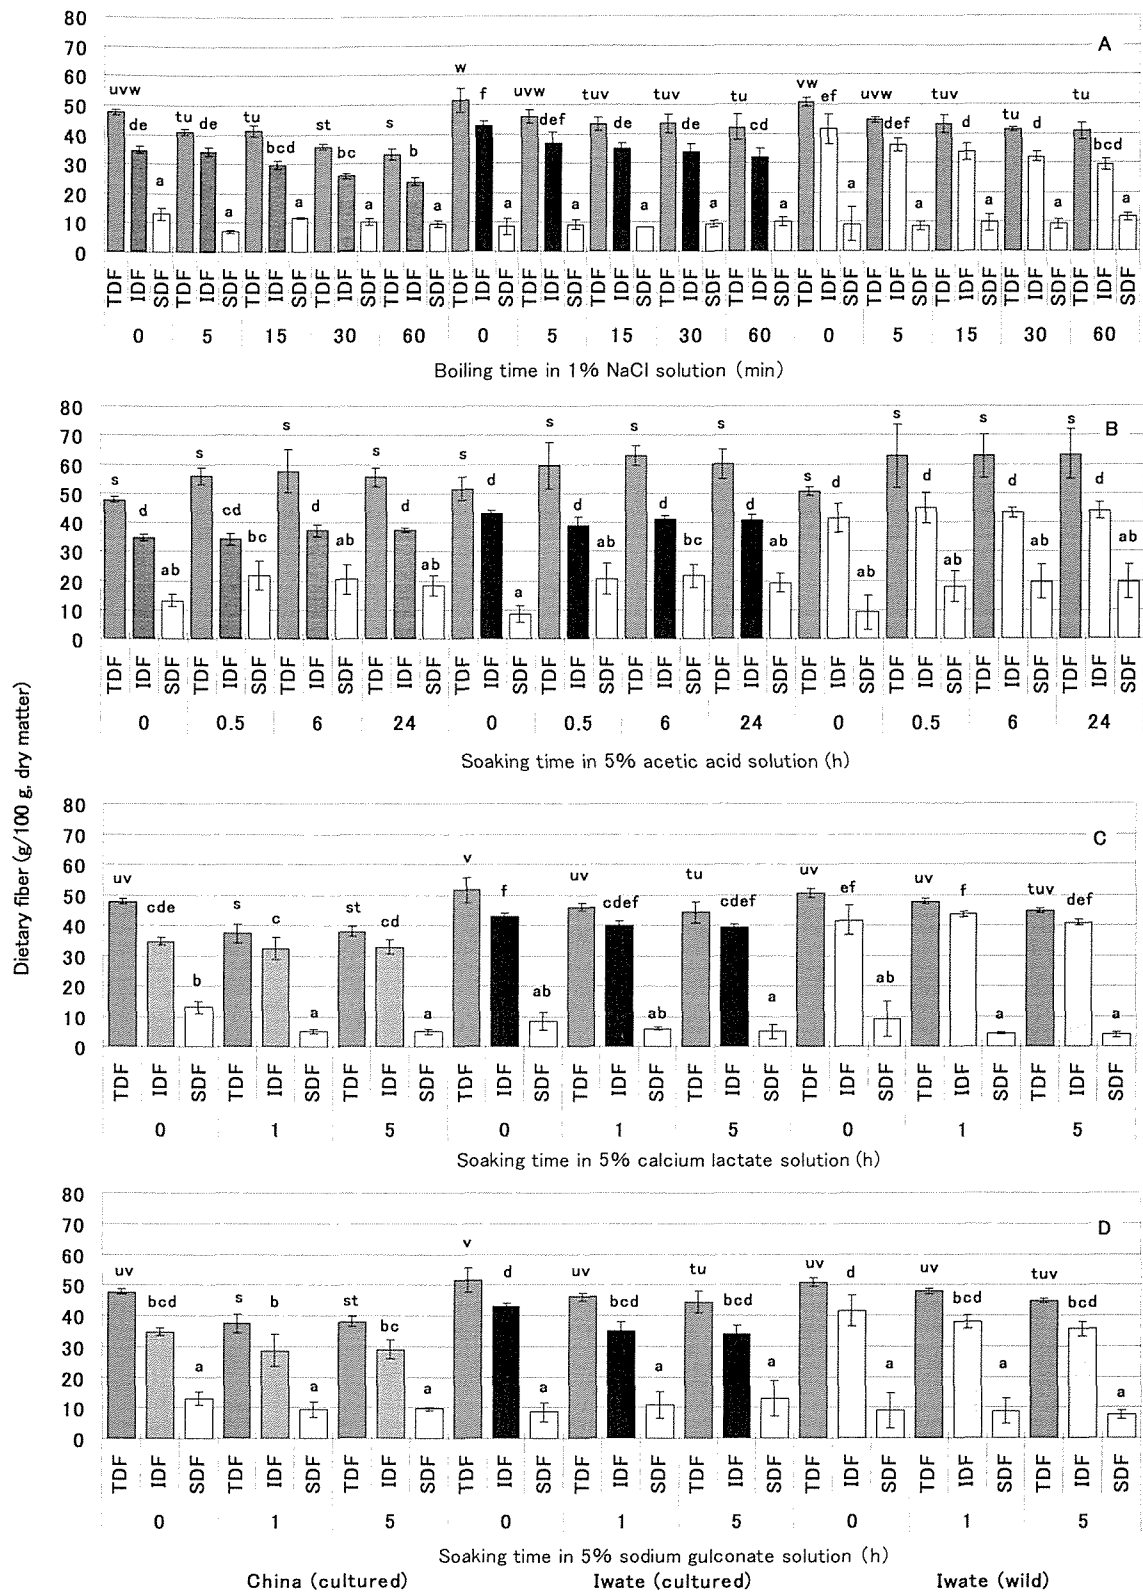 Dietary fiber (g/100 g, dry matter)
80
70
60
50
40
30
20
10
0
A
uvw de a tu de a tu bcd a st bc a s b a w f a uvw def a tuv de a tuv de a tu cd a vw ef a uvw def a tuv d a tu d a tu bcd a
TDF IDF SDF TDF IDF SDF TDF IDF SDF TDF IDF SDF TDF IDF SDF TDF IDF SDF TDF IDF SDF TDF IDF SDF TDF IDF SDF TDF IDF SDF TDF IDF SDF TDF IDF SDF TDF IDF SDF TDF IDF SDF TDF IDF SDF
0 5 15 30 60 0 5 15 30 60 0 5 15 30 60
Boiling time in 1% NaCl solution (min)
80
70
60
50
40
30
20
10
0
B
s d ab s cd bc s d ab s d ab s d a s d ab s d bc s d ab s d ab s d ab s d ab s d ab
TDF IDF SDF TDF IDF SDF TDF IDF SDF TDF IDF SDF TDF IDF SDF TDF IDF SDF TDF IDF SDF TDF IDF SDF TDF IDF SDF TDF IDF SDF TDF IDF SDF TDF IDF SDF
0 0.5 6 24 0 0.5 6 24 0 0.5 6 24
Soaking time in 5% acetic acid solution (h)
80
70
60
50
40
30
20
10
0
C
uv cde b s c a st cd a v f ab uv cdef ab tu cdef a uv ef ab uv f a tuv def a
TDF IDF SDF TDF IDF SDF TDF IDF SDF TDF IDF SDF TDF IDF SDF TDF IDF SDF TDF IDF SDF TDF IDF SDF TDF IDF SDF
0 1 5 0 1 5 0 1 5
Soaking time in 5% calcium lactate solution (h)
80
70
60
50
40
30
20
10
0
D
uv bcd a s b a st bc a v d a uv bcd a tu bcd a uv d a uv bcd a tuv bcd a
TDF IDF SDF TDF IDF SDF TDF IDF SDF TDF IDF SDF TDF IDF SDF TDF IDF SDF TDF IDF SDF TDF IDF SDF TDF IDF SDF
0 1 5 0 1 5 0 1 5
Soaking time in 5% sodium gulconate solution (h)
China (cultured) Iwate (cultured) Iwate (wild)